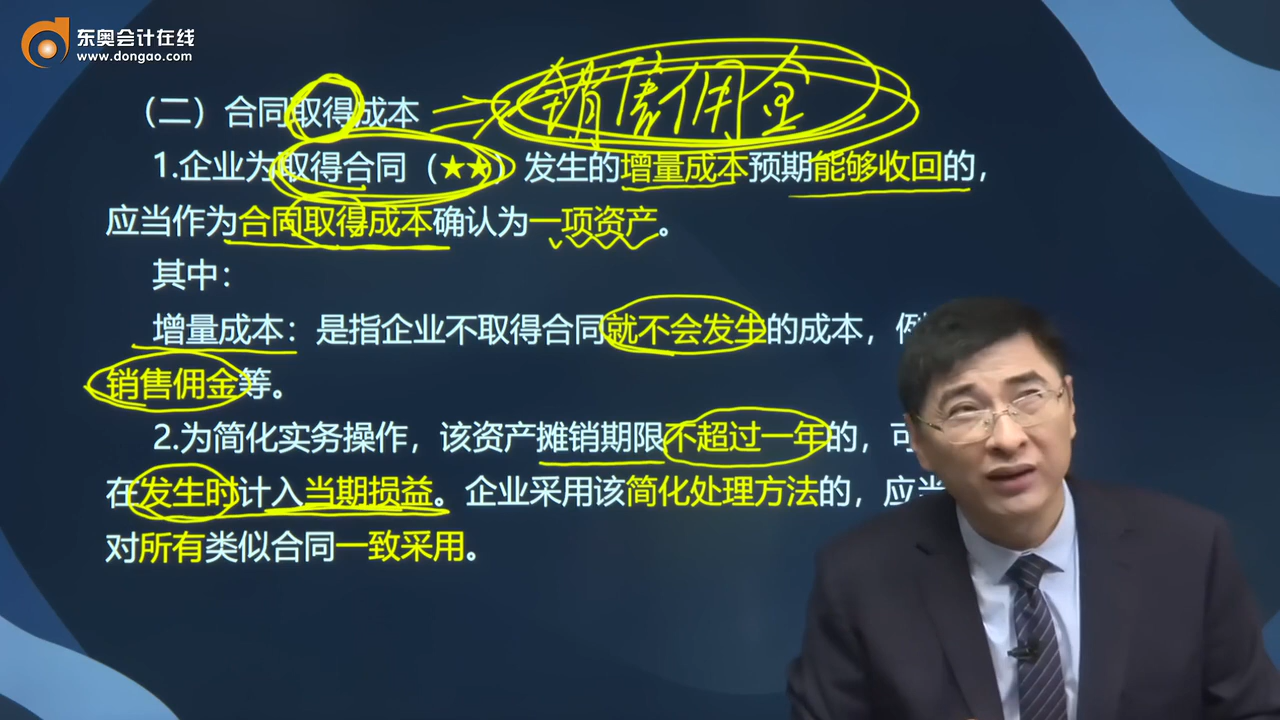 东奥会计在线
www.dongao.com
（二）合同取得成本 销售佣金
1.企业为取得合同（★★）发生的增量成本预期能够收回的，
应当作为合同取得成本确认为一项资产。
其中：
增量成本：是指企业不取得合同就不会发生的成本，例
销售佣金等。
2.为简化实务操作，该资产摊销期限不超过一年的，可
在发生时计入当期损益。企业采用该简化处理方法的，应当
对所有类似合同一致采用。